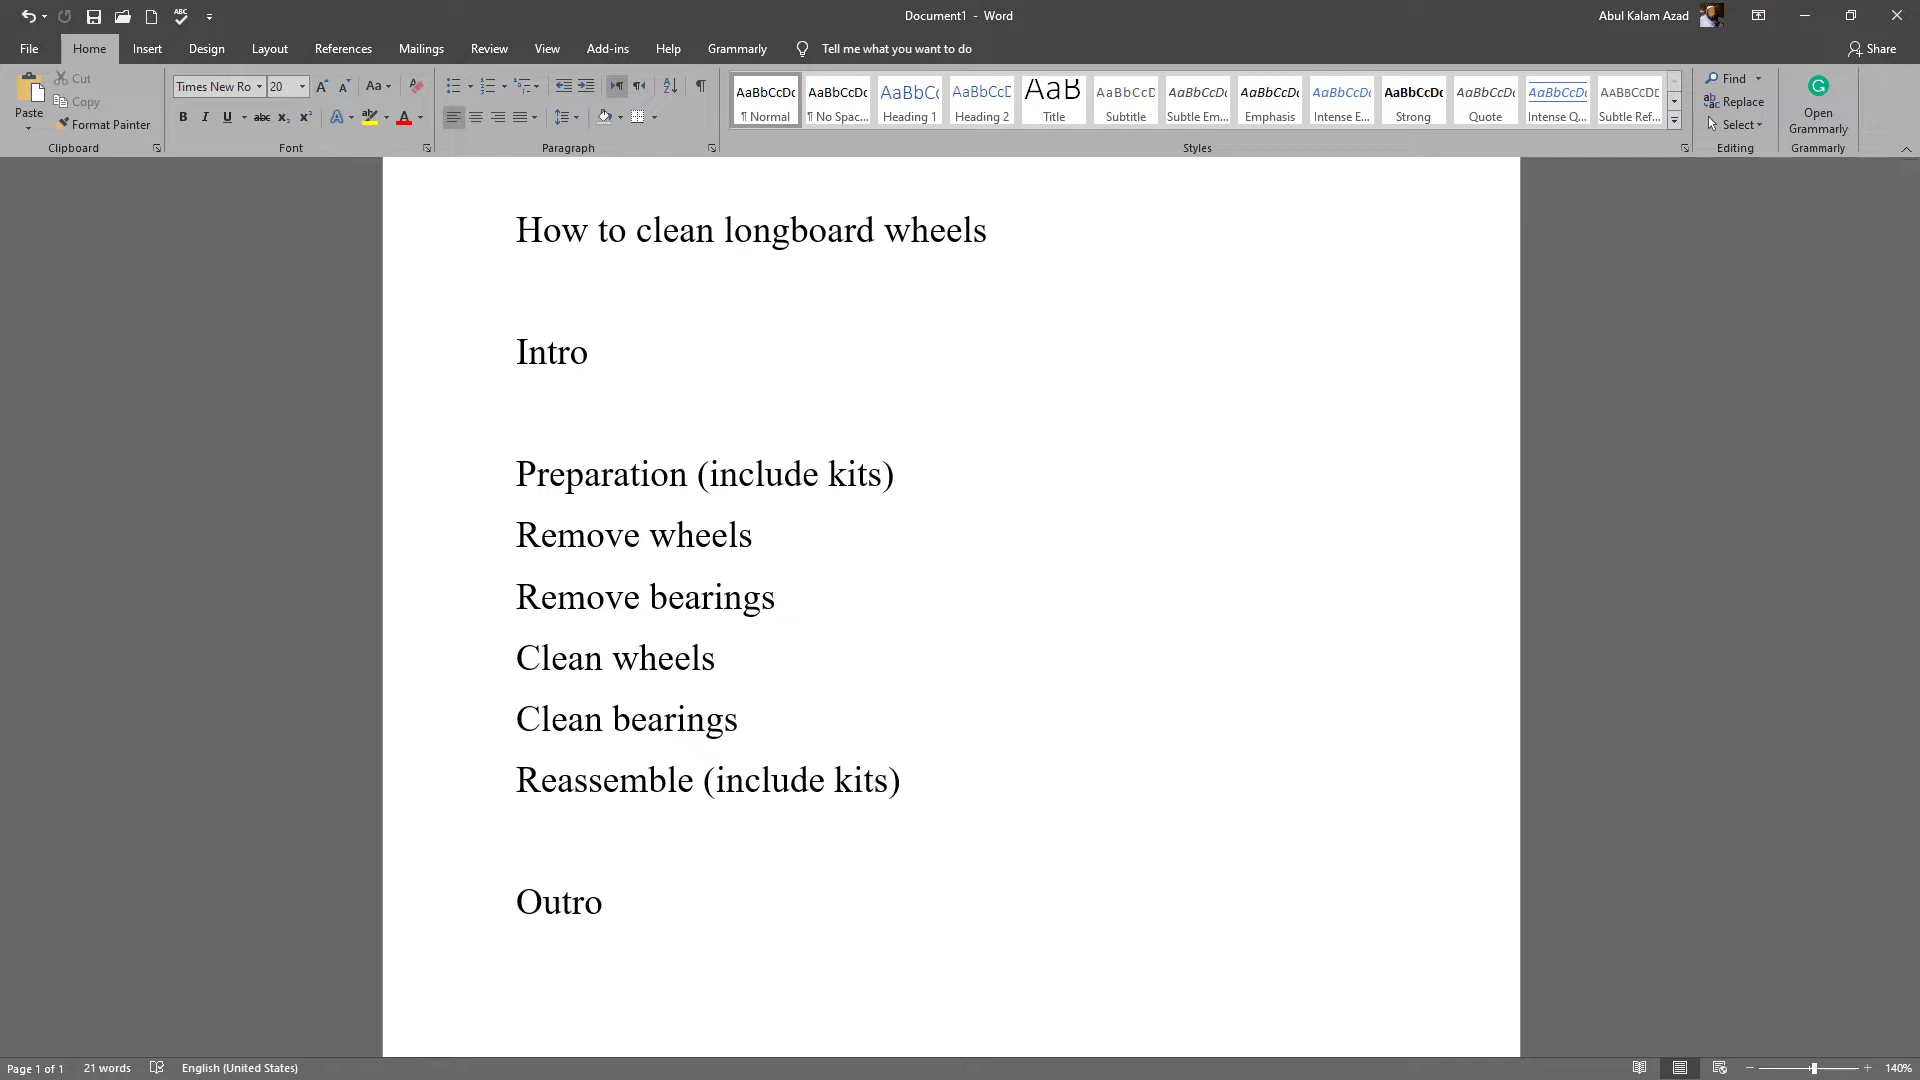 Document1 - Word
Abul Kalam Azad
File Home Insert Design Layout References Mailings Review View Add-ins Help Grammarly Tell me what you want to do Share
Paste
Cut
Copy
Format Painter
Clipboard
Times New Ro 20
Font
Paragraph
AaBbCcDc AaBbCcDc AaBbC( AaBbCcE AaB AaBbCcD AaBbCcDc AaBbCcDc AaBbCcDc AaBbCcDc AaBbCcDc AaBbCcDc AaBbCcDE
¶ Normal ¶ No Spac... Heading 1 Heading 2 Title Subtitle Subtle Em... Emphasis Intense E... Strong Quote Intense Q... Subtle Ref...
Styles
Find
Replace
Select
Editing
Open
Grammarly
Grammarly
How to clean longboard wheels
Intro
Preparation (include kits)
Remove wheels
Remove bearings
Clean wheels
Clean bearings
Reassemble (include kits)
Outro
Page 1 of 1 21 words English (United States) 140%